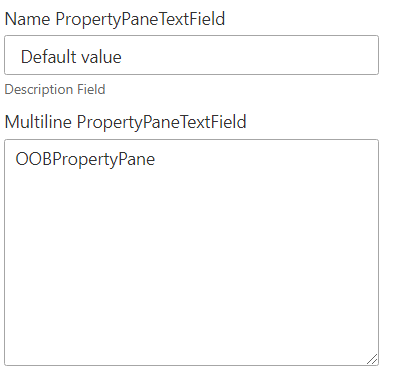 Name PropertyPaneTextField
Default value
Description Field
Multiline PropertyPaneTextField
OOBPropertyPane